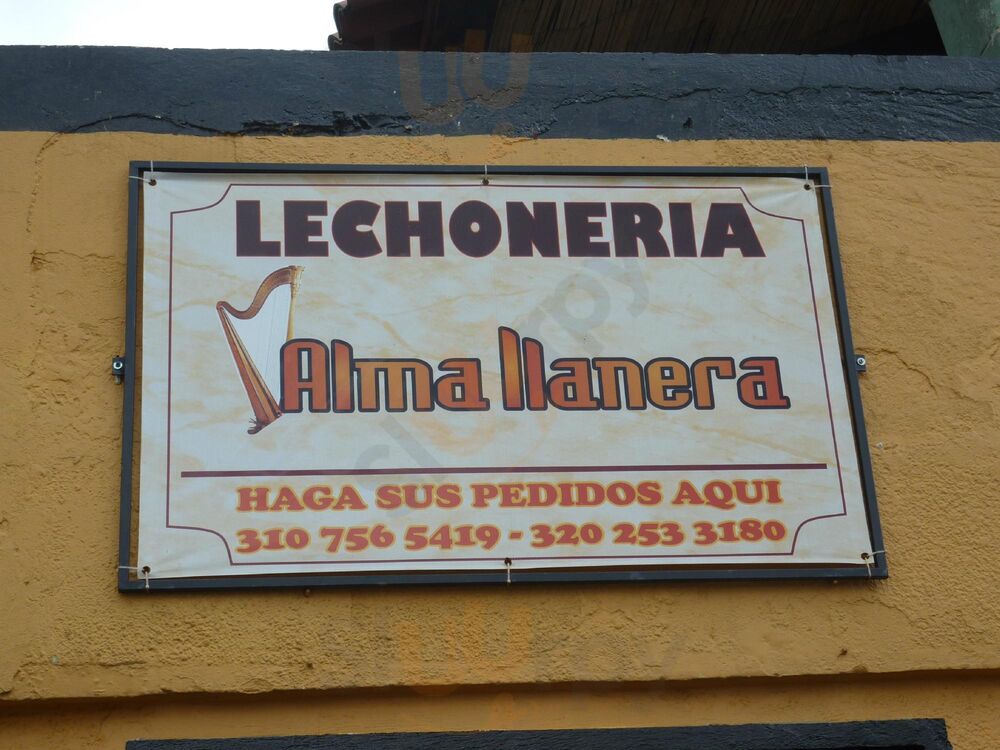 LECHONERIA
Alma llanera
HAGA SUS PEDIDOS AQUI
310 756 5419 - 320 253 3180